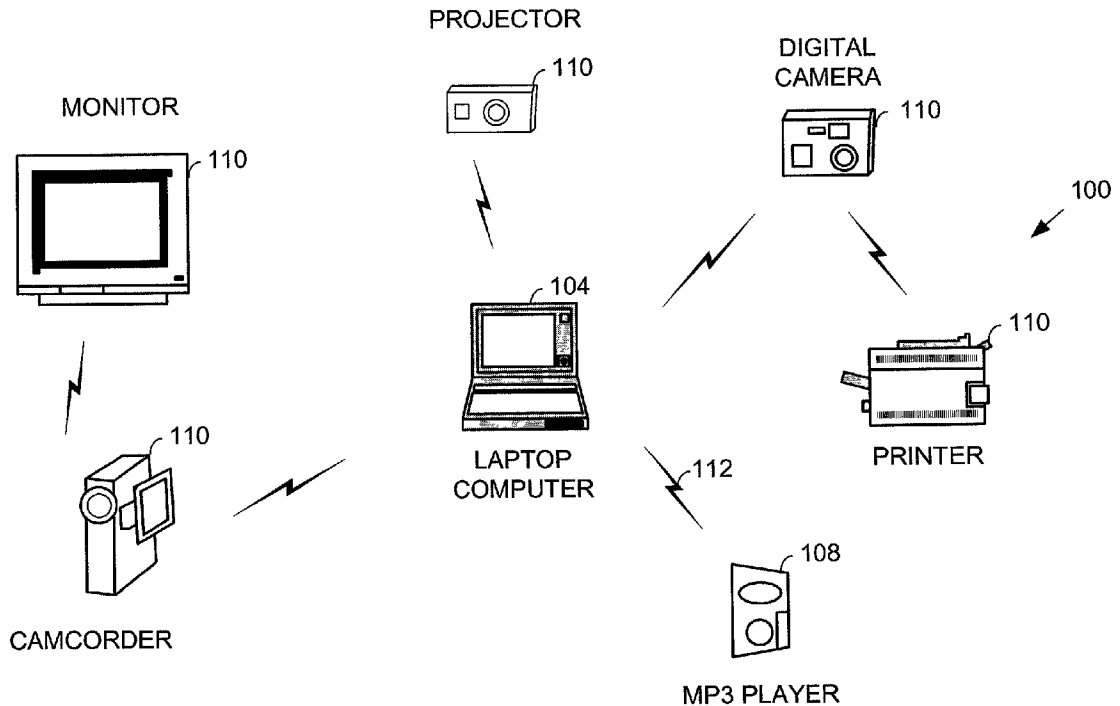 PROJECTOR
110
DIGITAL
CAMERA
110
MONITOR
110
100
104
110
LAPTOP
COMPUTER
PRINTER
110
112
108
CAMCORDER
MP3 PLAYER